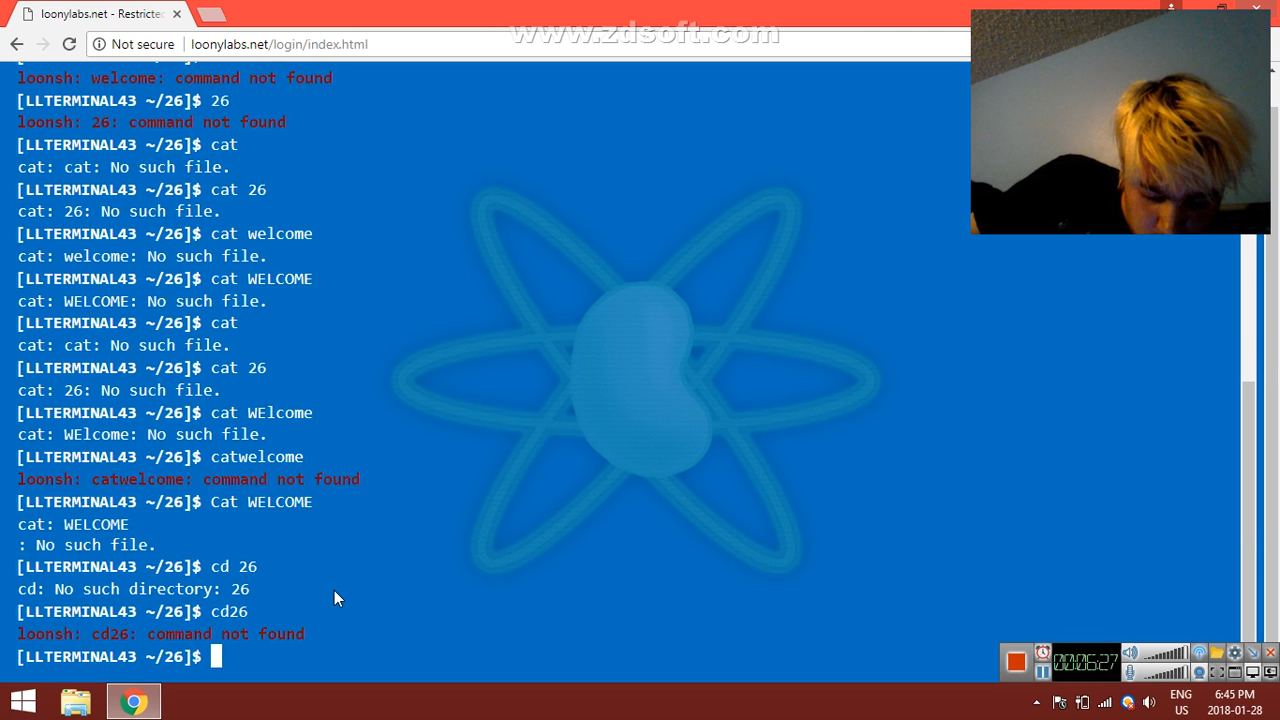 loonylabs.net - Restricte
www.zdsoft.com
Not secure loonylabs.net/login/index.html
loonsh: welcome: command not found
[LLTERMINAL43 ~/26]$ 26
loonsh: 26: command not found
[LLTERMINAL43 ~/26]$ cat
cat: cat: No such file.
[LLTERMINAL43 ~/26]$ cat 26
cat: 26: No such file.
[LLTERMINAL43 ~/26]$ cat welcome
cat: welcome: No such file.
[LLTERMINAL43 ~/26]$ cat WELCOME
cat: WELCOME: No such file.
[LLTERMINAL43 ~/26]$ cat
cat: cat: No such file.
[LLTERMINAL43 ~/26]$ cat 26
cat: 26: No such file.
[LLTERMINAL43 ~/26]$ cat WElcome
cat: WElcome: No such file.
[LLTERMINAL43 ~/26]$ catwelcome
loonsh: catwelcome: command not found
[LLTERMINAL43 ~/26]$ Cat WELCOME
cat: WELCOME
: No such file.
[LLTERMINAL43 ~/26]$ cd 26
cd: No such directory: 26
[LLTERMINAL43 ~/26]$ cd26
loonsh: cd26: command not found
[LLTERMINAL43 ~/26]$
00:06:27
ENG 6:45 PM
US 2018-01-28